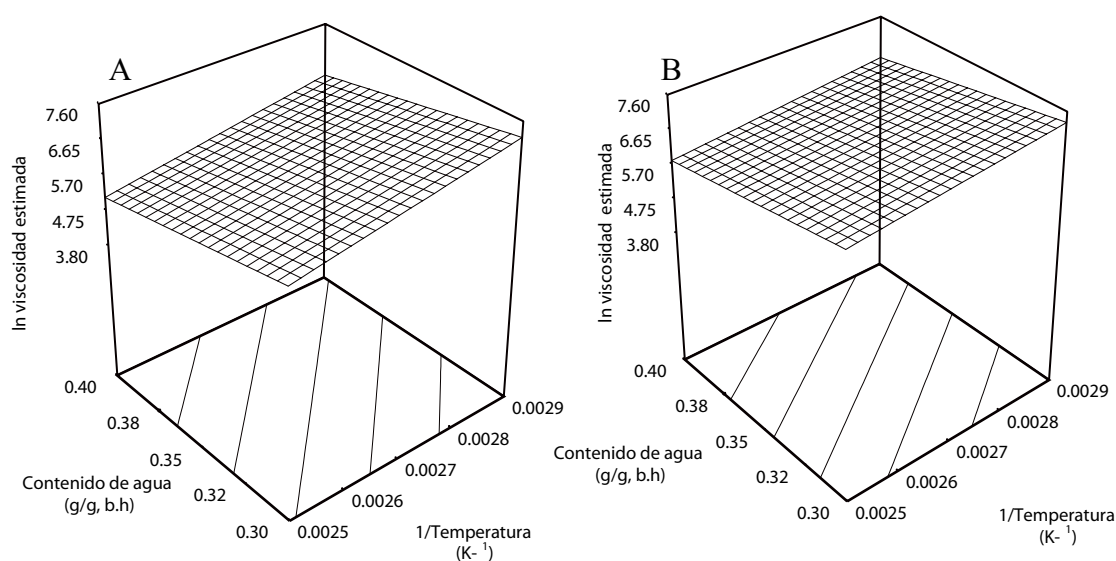 A
7.60
6.65
5.70
4.75
3.80
ln viscosidad estimada
0.40
0.38
0.35
0.32
0.30
Contenido de agua
(g/g, b.h)
0.0025
0.0026
0.0027
0.0028
0.0029
1/Temperatura
(K- 1)
B
7.60
6.65
5.70
4.75
3.80
ln viscosidad estimada
0.40
0.38
0.35
0.32
0.30
Contenido de agua
(g/g, b.h)
0.0025
0.0026
0.0027
0.0028
0.0029
1/Temperatura
(K- 1)